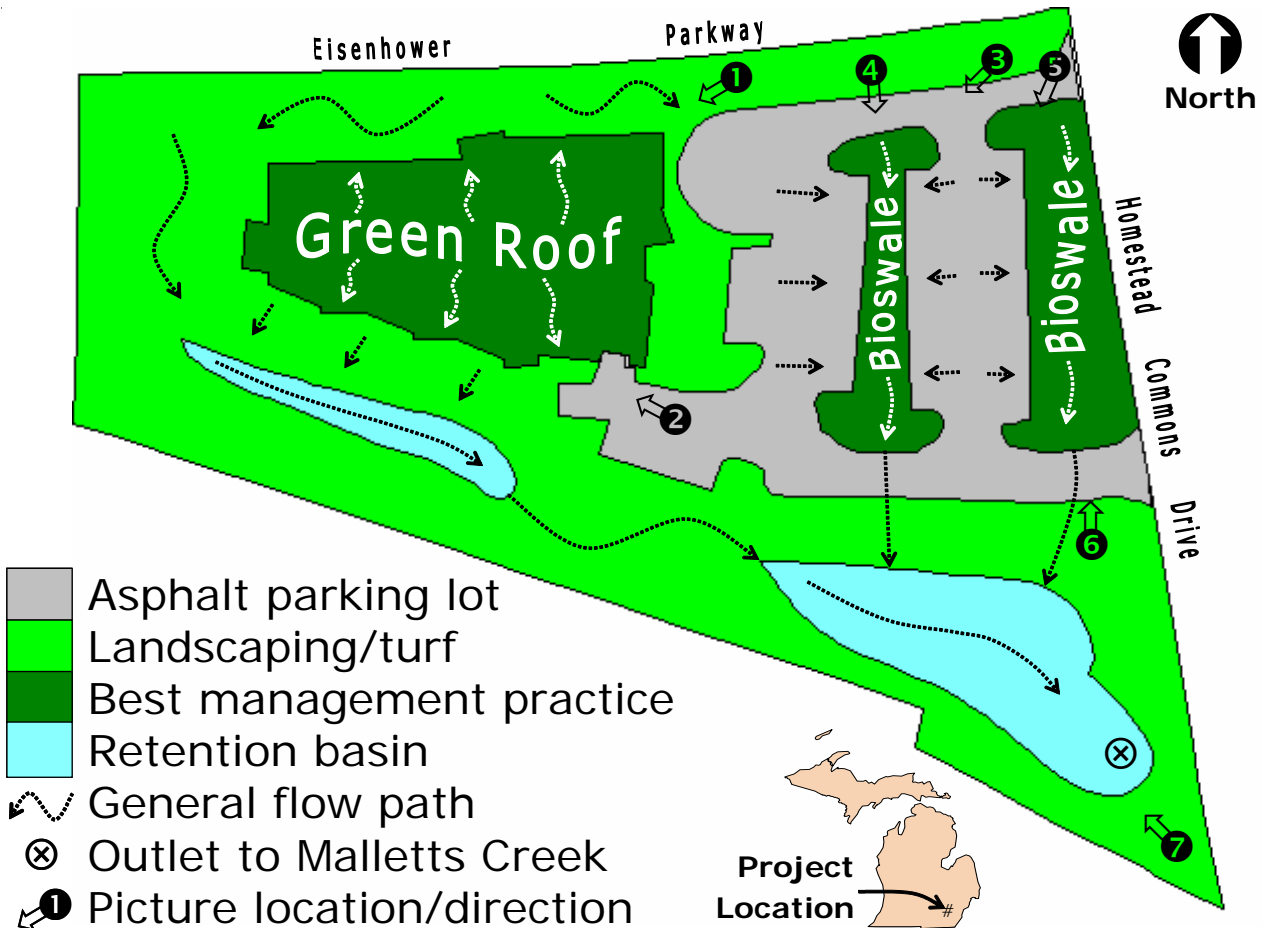 Eisenhower Parkway
North
1
4
3
5
Green Roof
Bioswale
Bioswale
Homestead Commons Drive
2
6
Asphalt parking lot
Landscaping/turf
Best management practice
Retention basin
General flow path
Outlet to Malletts Creek
1 Picture location/direction
7
Project
Location
#